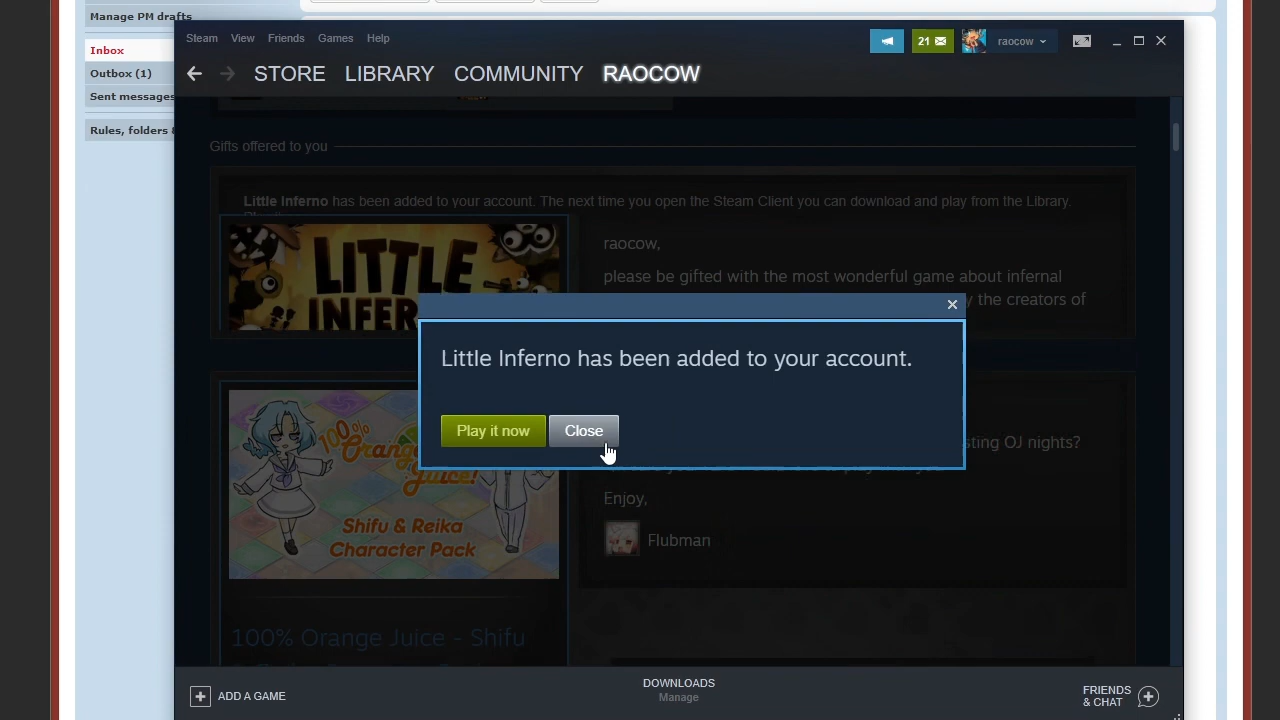 Manage PM drafts
Inbox
Outbox (1)
Sent messages
Rules, folders &
Steam View Friends Games Help
21
raocow
STORE LIBRARY COMMUNITY RAOCOW
Gifts offered to you
Little Inferno has been added to your account. The next time you open the Steam Client you can download and play from the Library.
LITTLE
INFER
raocow,
please be gifted with the most wonderful game about infernal
y the creators of
Little Inferno has been added to your account.
Play it now Close
100%
Orange
Juice!
Shifu & Reika
Character Pack
sting OJ nights?
Enjoy,
Flubman
100% Orange Juice - Shifu
ADD A GAME
DOWNLOADS
Manage
FRIENDS
& CHAT